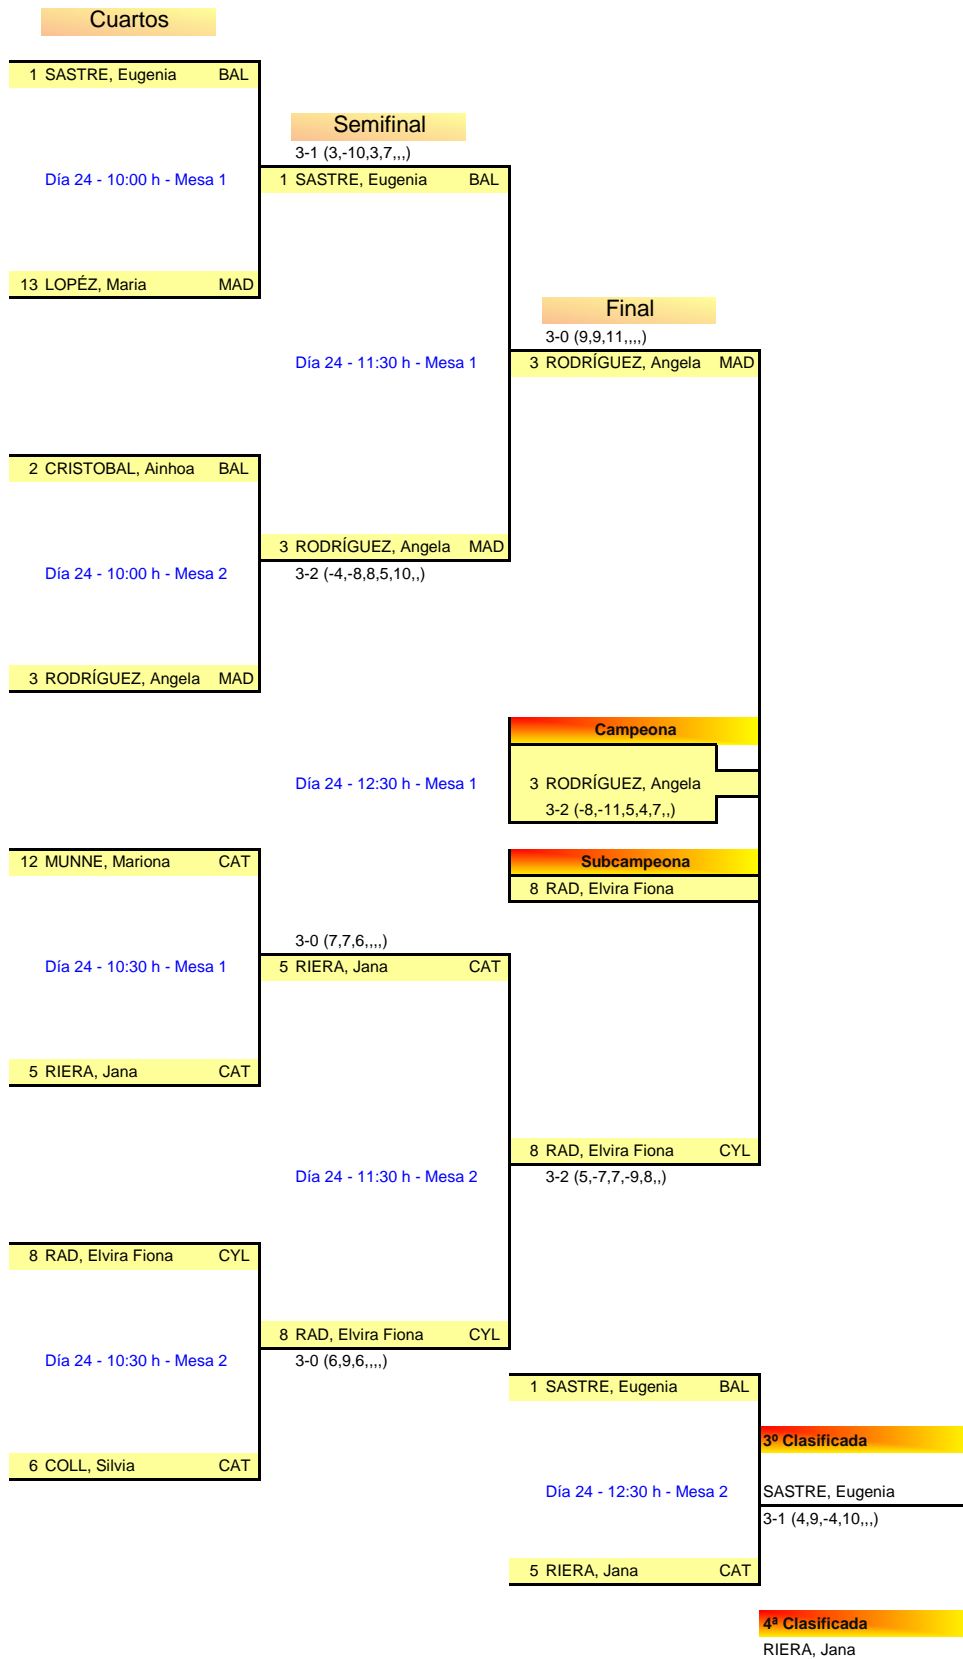 Cuartos
1 SASTRE, Eugenia BAL
Semifinal
3-1 (3,-10,3,7,,,)
Día 24 - 10:00 h - Mesa 1
1 SASTRE, Eugenia BAL
13 LOPÉZ, Maria MAD
Final
3-0 (9,9,11,,,,)
Día 24 - 11:30 h - Mesa 1
3 RODRÍGUEZ, Angela MAD
2 CRISTOBAL, Ainhoa BAL
3 RODRÍGUEZ, Angela MAD
Día 24 - 10:00 h - Mesa 2
3-2 (-4,-8,8,5,10,,)
3 RODRÍGUEZ, Angela MAD
Campeona
Día 24 - 12:30 h - Mesa 1
3 RODRÍGUEZ, Angela
3-2 (-8,-11,5,4,7,,)
12 MUNNE, Mariona CAT
Subcampeona
8 RAD, Elvira Fiona
3-0 (7,7,6,,,,)
Día 24 - 10:30 h - Mesa 1
5 RIERA, Jana CAT
5 RIERA, Jana CAT
8 RAD, Elvira Fiona CYL
Día 24 - 11:30 h - Mesa 2
3-2 (5,-7,7,-9,8,,)
8 RAD, Elvira Fiona CYL
8 RAD, Elvira Fiona CYL
Día 24 - 10:30 h - Mesa 2
3-0 (6,9,6,,,,)
1 SASTRE, Eugenia BAL
3º Clasificada
6 COLL, Silvia CAT
Día 24 - 12:30 h - Mesa 2
SASTRE, Eugenia
3-1 (4,9,-4,10,,,)
5 RIERA, Jana CAT
4ª Clasificada
RIERA, Jana